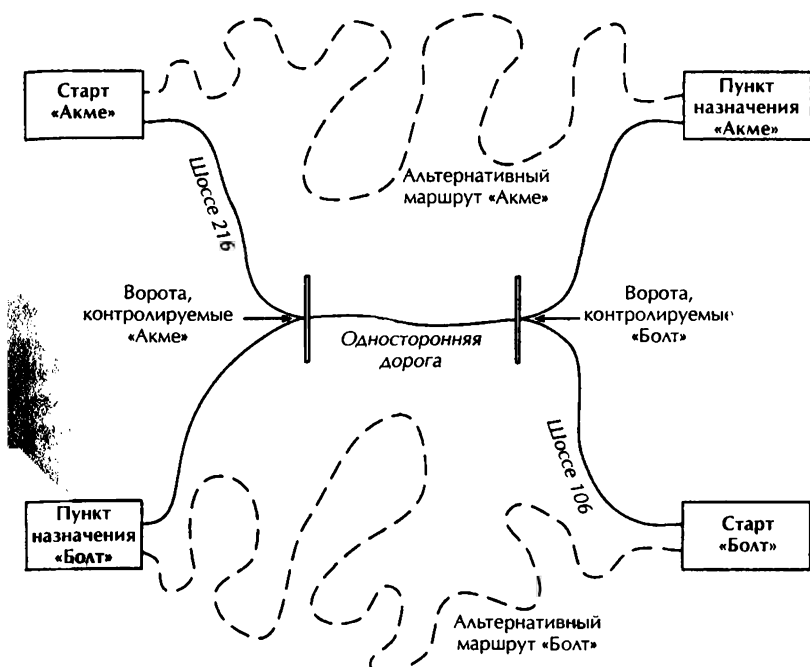 Старт
«Акме»
Пункт
назначения
«Акме»
Альтернативный
маршрут «Акме»
Шоссе 216
Ворота,
контролируемые
«Акме»
Односторонняя
дорога
Ворота,
контролируемые
«Болт»
Шоссе 106
Пункт
назначения
«Болт»
Старт
«Болт»
Альтернативный
маршрут «Болт»